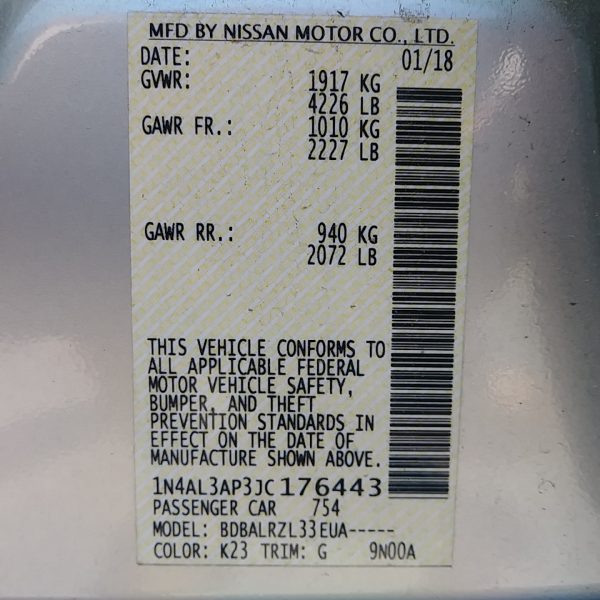 MFD BY NISSAN MOTOR CO., LTD.
DATE: 01/18
GVWR: 1917 KG
4226 LB
GAWR FR.: 1010 KG
2227 LB
GAWR RR.: 940 KG
2072 LB
THIS VEHICLE CONFORMS TO
ALL APPLICABLE FEDERAL
MOTOR VEHICLE SAFETY,
BUMPER, AND THEFT
PREVENTION STANDARDS IN
EFFECT ON THE DATE OF
MANUFACTURE SHOWN ABOVE.
1N4AL3AP3JC176443
PASSENGER CAR 754
MODEL: BDBALRZL33EUA-----
COLOR: K23 TRIM: G 9N00A